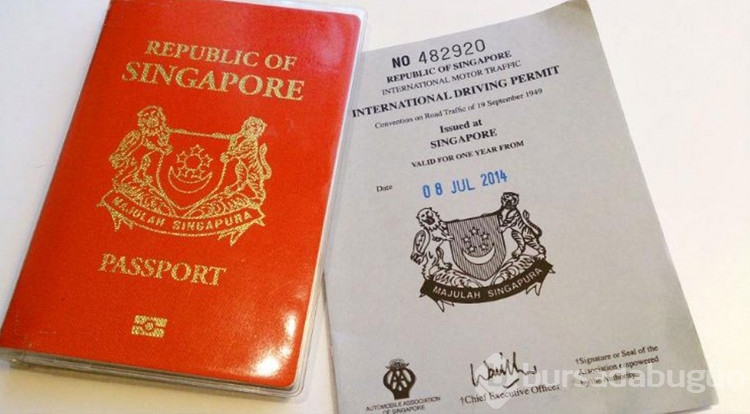 REPUBLIC OF
SINGAPORE
MAJULAH SINGAPURA
PASSPORT
NO 482920
REPUBLIC OF SINGAPORE
INTERNATIONAL MOTOR TRAFFIC
INTERNATIONAL DRIVING PERMIT
Convention on Road Traffic of 19 September 1949
Issued at
SINGAPORE
VALID FOR ONE YEAR FROM
Date 08 JUL 2014
MAJULAH SINGAPURA
AA
AUTOMOBILE ASSOCIATION
OF SINGAPORE
†Chief Executive Officer
†Signature or Seal of the
Association empowered
bursadabugun